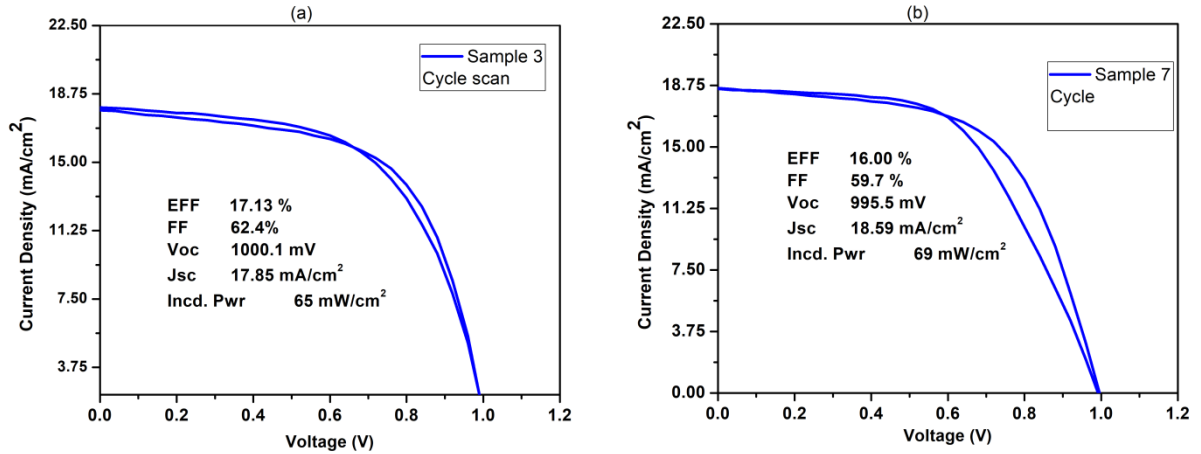 (a)
22.50
18.75
15.00
11.25
7.50
3.75
Current Density (mA/cm²)
Sample 3
Cycle scan
EFF 17.13 %
FF 62.4%
Voc 1000.1 mV
Jsc 17.85 mA/cm²
Incd. Pwr 65 mW/cm²
0.0 0.2 0.4 0.6 0.8 1.0 1.2
Voltage (V)
(b)
22.50
18.75
15.00
11.25
7.50
3.75
0.00
Current Density (mA/cm²)
Sample 7
Cycle
EFF 16.00 %
FF 59.7 %
Voc 995.5 mV
Jsc 18.59 mA/cm²
Incd. Pwr 69 mW/cm²
0.0 0.2 0.4 0.6 0.8 1.0 1.2
Voltage (V)